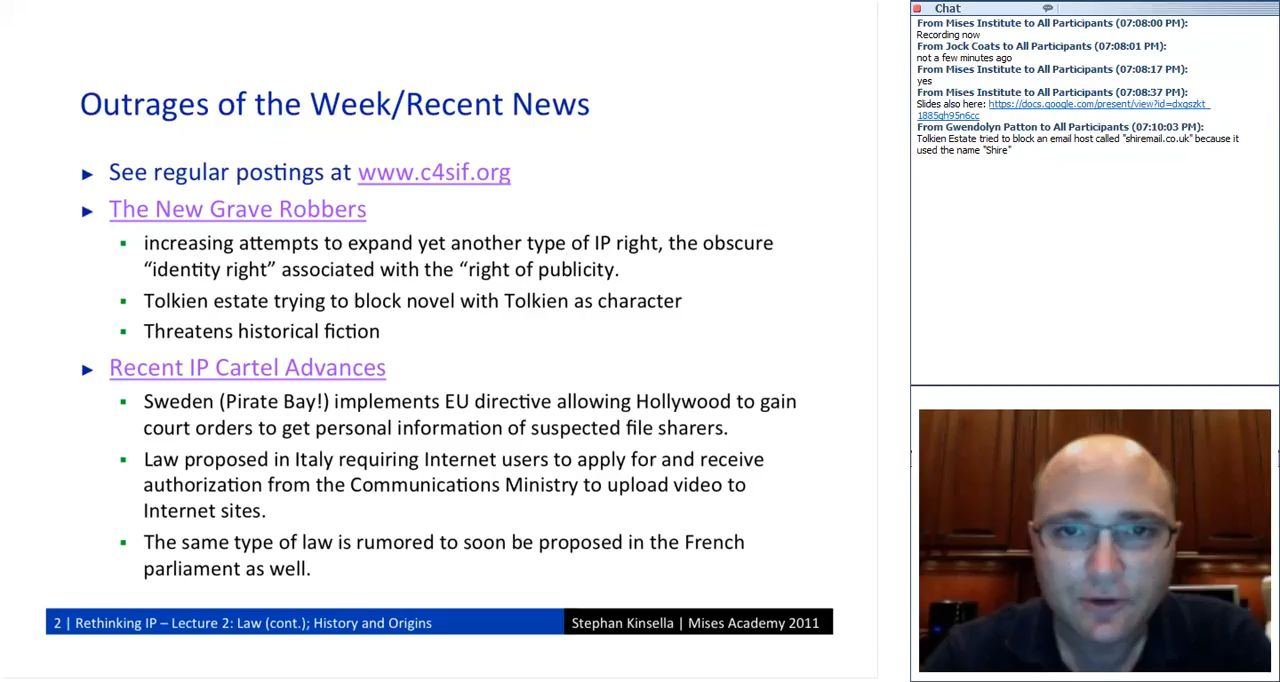 Outrages of the Week/Recent News
► See regular postings at www.c4sif.org
► The New Grave Robbers
▪ increasing attempts to expand yet another type of IP right, the obscure
“identity right” associated with the “right of publicity.
▪ Tolkien estate trying to block novel with Tolkien as character
▪ Threatens historical fiction
► Recent IP Cartel Advances
▪ Sweden (Pirate Bay!) implements EU directive allowing Hollywood to gain
court orders to get personal information of suspected file sharers.
▪ Law proposed in Italy requiring Internet users to apply for and receive
authorization from the Communications Ministry to upload video to
Internet sites.
▪ The same type of law is rumored to soon be proposed in the French
parliament as well.
2 | Rethinking IP – Lecture 2: Law (cont.); History and Origins
Stephan Kinsella | Mises Academy 2011
Chat
From Mises Institute to All Participants (07:08:00 PM):
Recording now
From Jock Coats to All Participants (07:08:01 PM):
not a few minutes ago
From Mises Institute to All Participants (07:08:17 PM):
yes
From Mises Institute to All Participants (07:08:37 PM):
Slides also here: https://docs.google.com/present/view?id=dxgszkt_
1885qh95n6cc
From Gwendolyn Patton to All Participants (07:10:03 PM):
Tolkien Estate tried to block an email host called "shiremail.co.uk" because it
used the name "Shire"